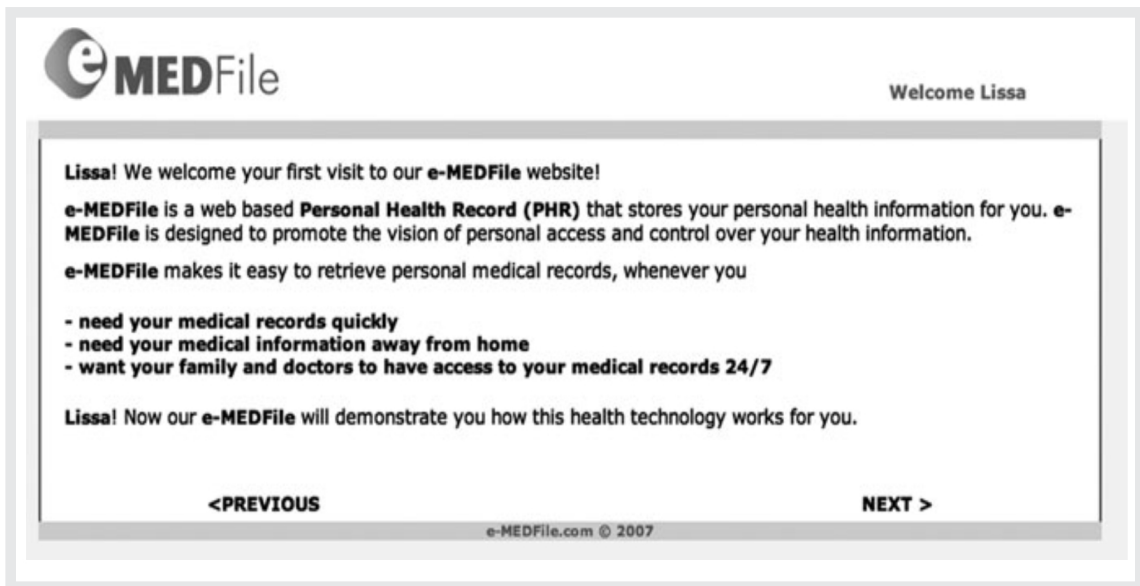 e MEDFile
Welcome Lissa
Lissa! We welcome your first visit to our e-MEDFile website!
e-MEDFile is a web based Personal Health Record (PHR) that stores your personal health information for you. e-
MEDFile is designed to promote the vision of personal access and control over your health information.
e-MEDFile makes it easy to retrieve personal medical records, whenever you
- need your medical records quickly
- need your medical information away from home
- want your family and doctors to have access to your medical records 24/7
Lissa! Now our e-MEDFile will demonstrate you how this health technology works for you.
<PREVIOUS
NEXT >
e-MEDFile.com © 2007